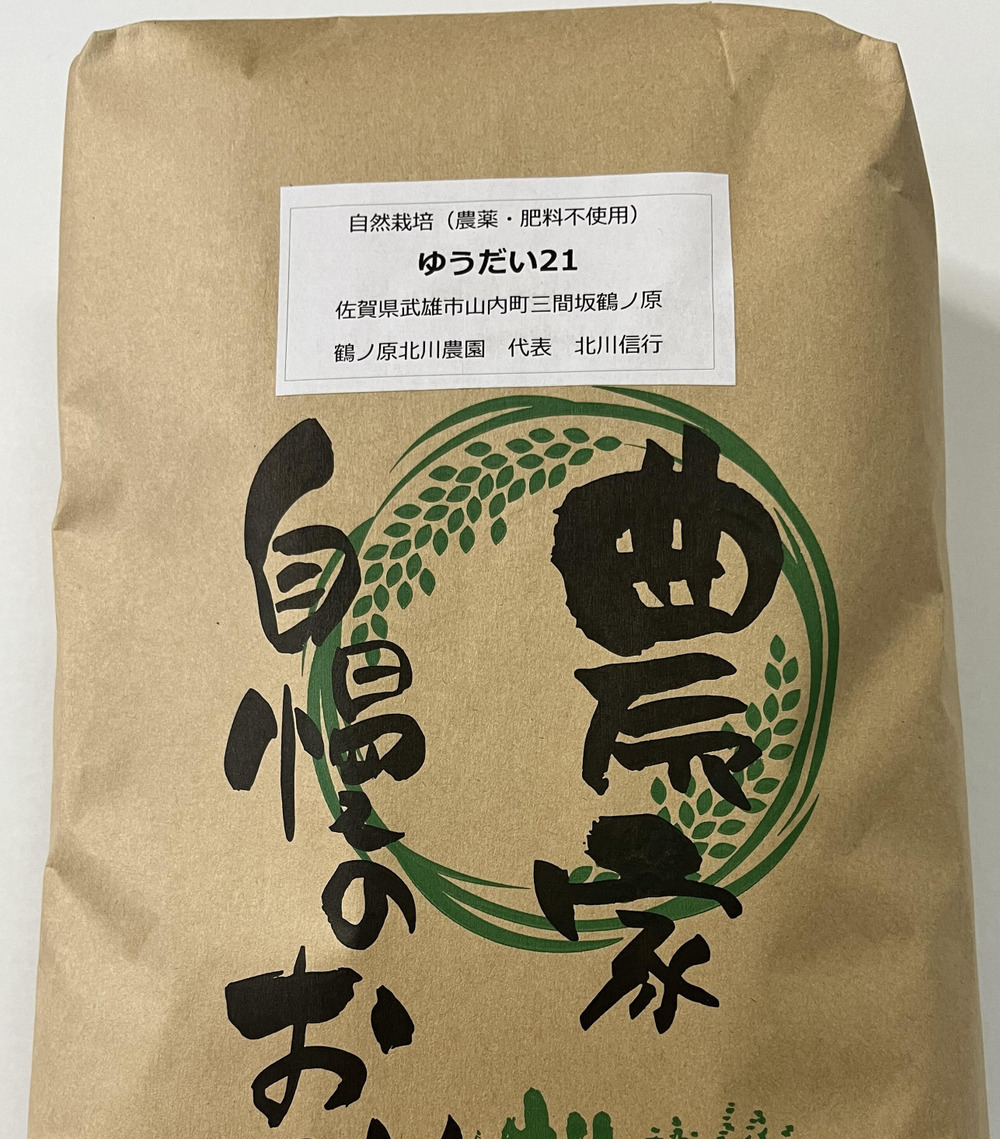 自然栽培（農薬・肥料不使用）
ゆうだい21
佐賀県武雄市山内町三間坂鶴ノ原
鶴ノ原北川農園　代表　北川信行
農家
自慢のお